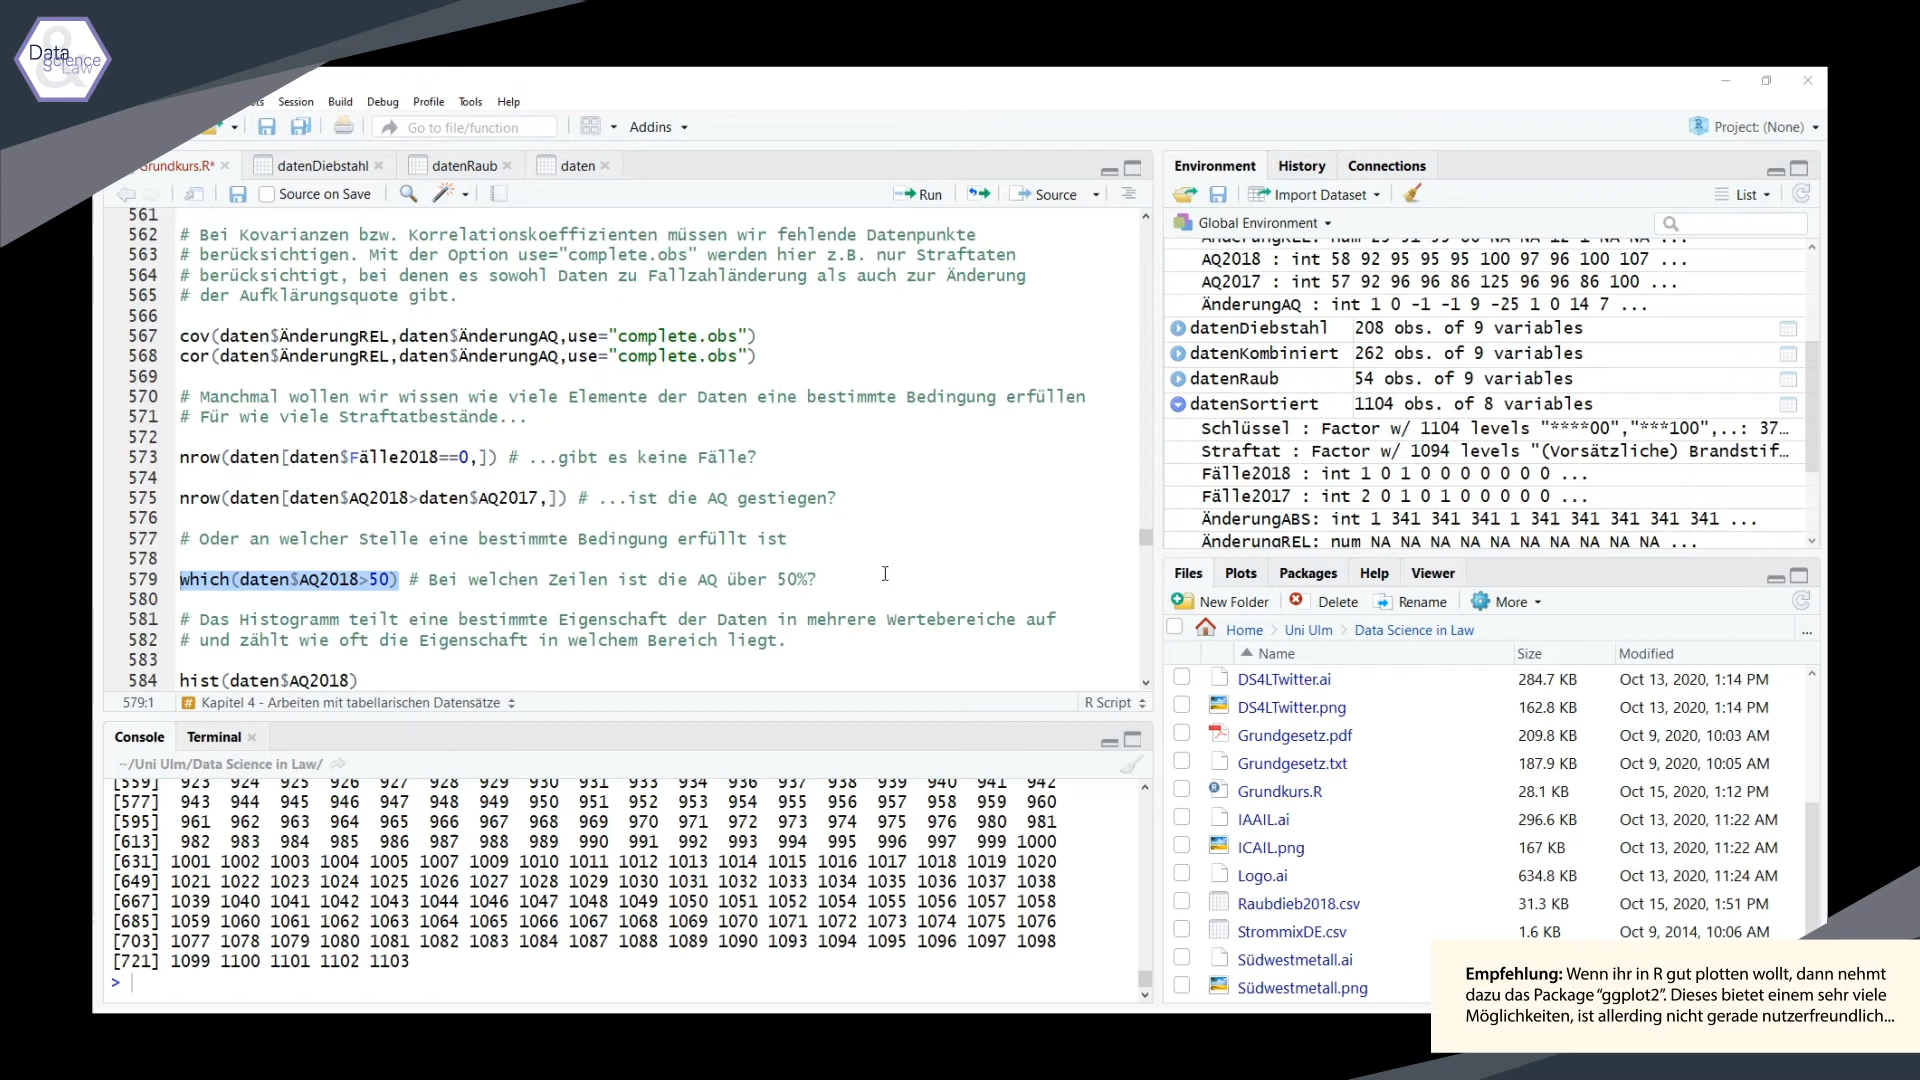 Data
Science
Law
&
Session Build Debug Profile Tools Help
Go to file/function
Addins
Project: (None)
Grundkurs.R*
datenDiebstahl
datenRaub
daten
Source on Save
Run
Source
561
562 # Bei Kovarianzen bzw. Korrelationskoeffizienten müssen wir fehlende Datenpunkte
563 # berücksichtigen. Mit der Option use="complete.obs" werden hier z.B. nur Straftaten
564 # berücksichtigt, bei denen es sowohl Daten zu Fallzahländerung als auch zur Änderung
565 # der Aufklärungsquote gibt.
566
567 cov(daten$ÄnderungREL,daten$ÄnderungAQ,use="complete.obs")
568 cor(daten$ÄnderungREL,daten$ÄnderungAQ,use="complete.obs")
569
570 # Manchmal wollen wir wissen wie viele Elemente der Daten eine bestimmte Bedingung erfüllen
571 # Für wie viele Straftatbestände...
572
573 nrow(daten[daten$Fälle2018==0,]) # ...gibt es keine Fälle?
574
575 nrow(daten[daten$AQ2018>daten$AQ2017,]) # ...ist die AQ gestiegen?
576
577 # Oder an welcher Stelle eine bestimmte Bedingung erfüllt ist
578
579 which(daten$AQ2018>50) # Bei welchen Zeilen ist die AQ über 50%?
580
581 # Das Histogramm teilt eine bestimmte Eigenschaft der Daten in mehrere Wertebereiche auf
582 # und zählt wie oft die Eigenschaft in welchem Bereich liegt.
583
584 hist(daten$AQ2018)
579:1 # Kapitel 4 - Arbeiten mit tabellarischen Datensätze R Script
Console Terminal
~/Uni Ulm/Data Science in Law/
[559] 923 924 925 926 927 928 929 930 931 933 934 936 937 938 939 940 941 942
[577] 943 944 945 946 947 948 949 950 951 952 953 954 955 956 957 958 959 960
[595] 961 962 963 964 965 966 967 968 969 970 971 972 973 974 975 976 980 981
[613] 982 983 984 985 986 987 988 989 990 991 992 993 994 995 996 997 999 1000
[631] 1001 1002 1003 1004 1005 1007 1009 1010 1011 1012 1013 1014 1015 1016 1017 1018 1019 1020
[649] 1021 1022 1023 1024 1025 1026 1027 1028 1029 1030 1031 1032 1033 1034 1035 1036 1037 1038
[667] 1039 1040 1041 1042 1043 1044 1045 1046 1047 1048 1049 1050 1051 1052 1054 1055 1057 1058
[685] 1059 1060 1061 1062 1063 1064 1065 1066 1067 1068 1069 1070 1071 1072 1073 1074 1075 1076
[703] 1077 1078 1079 1080 1081 1082 1083 1084 1087 1088 1089 1090 1093 1094 1095 1096 1097 1098
[721] 1099 1100 1101 1102 1103
>
Environment History Connections
Import Dataset
List
Global Environment
ÄnderungREL: num 25 91 99 60 NA NA 12 1 NA NA ...
AQ2018 : int 58 92 95 95 95 100 97 96 100 107 ...
AQ2017 : int 57 92 96 96 86 125 96 96 86 100 ...
ÄnderungAQ : int 1 0 -1 -1 9 -25 1 0 14 7 ...
datenDiebstahl 208 obs. of 9 variables
datenKombiniert 262 obs. of 9 variables
datenRaub 54 obs. of 9 variables
datenSortiert 1104 obs. of 8 variables
Schlüssel : Factor w/ 1104 levels "****00","***100",..: 37…
Straftat : Factor w/ 1094 levels "(Vorsätzliche) Brandstif…
Fälle2018 : int 1 0 1 0 0 0 0 0 0 0 ...
Fälle2017 : int 2 0 1 0 1 0 0 0 0 0 ...
ÄnderungABS: int 1 341 341 341 1 341 341 341 341 341 ...
ÄnderungREL: num NA NA NA NA NA NA NA NA NA NA ...
Files Plots Packages Help Viewer
New Folder Delete Rename More
Home Uni Ulm Data Science in Law ...
Name Size Modified
DS4LTwitter.ai 284.7 KB Oct 13, 2020, 1:14 PM
DS4LTwitter.png 162.8 KB Oct 13, 2020, 1:14 PM
Grundgesetz.pdf 209.8 KB Oct 9, 2020, 10:03 AM
Grundgesetz.txt 187.9 KB Oct 9, 2020, 10:05 AM
Grundkurs.R 28.1 KB Oct 15, 2020, 1:12 PM
IAAIL.ai 296.6 KB Oct 13, 2020, 11:22 AM
ICAIL.png 167 KB Oct 13, 2020, 11:22 AM
Logo.ai 634.8 KB Oct 13, 2020, 11:24 AM
Raubdieb2018.csv 31.3 KB Oct 15, 2020, 1:51 PM
StrommixDE.csv 1.6 KB Oct 9, 2014, 10:06 AM
Südwestmetall.ai
Südwestmetall.png
Empfehlung: Wenn ihr in R gut plotten wollt, dann nehmt
dazu das Package “ggplot2”. Dieses bietet einem sehr viele
Möglichkeiten, ist allerding nicht gerade nutzerfreundlich...